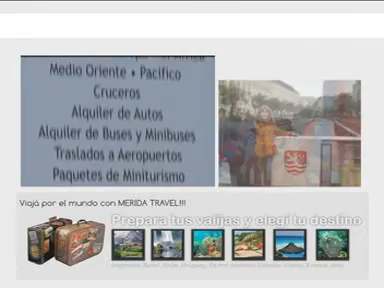 Medio Oriente • Pacífico
Cruceros
Alquiler de Autos
Alquiler de Buses y Minibuses
Traslados a Aeropuertos
Paquetes de Miniturismo
Viajá por el mundo con MERIDA TRAVEL!!!
Prepara tus valijas y elegí tu destino